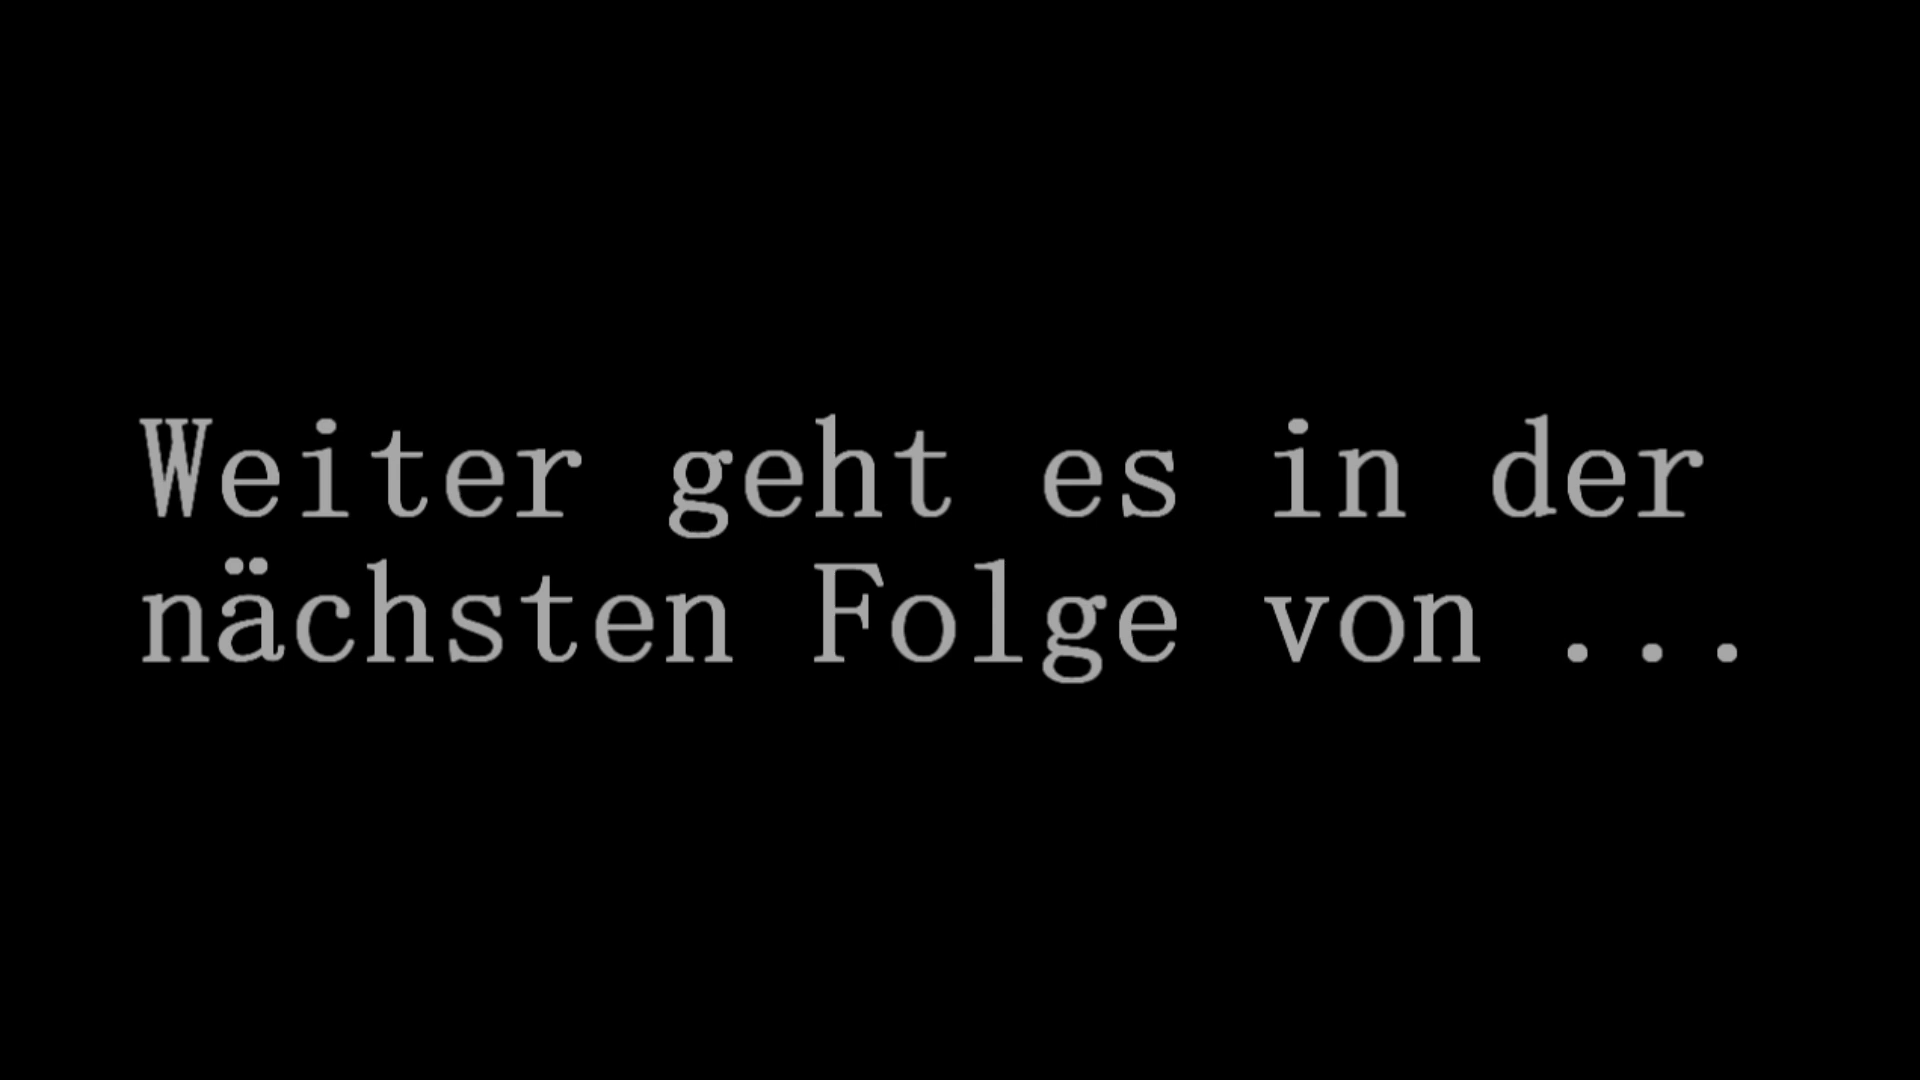 Weiter geht es in der
nächsten Folge von ...